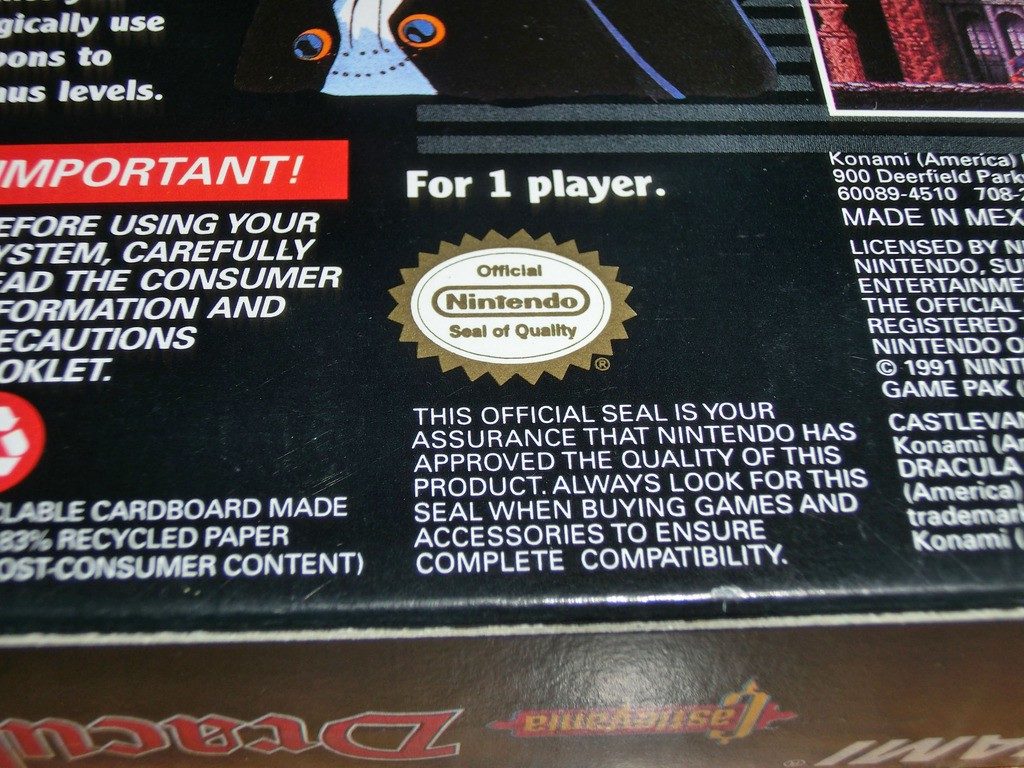 gically use
oons to
nus levels.
IMPORTANT!
EFORE USING YOUR
YSTEM, CAREFULLY
EAD THE CONSUMER
FORMATION AND
ECAUTIONS
OKLET.
CLABLE CARDBOARD MADE
83% RECYCLED PAPER
OST-CONSUMER CONTENT)
For 1 player.
Official
Nintendo
Seal of Quality
®
THIS OFFICIAL SEAL IS YOUR
ASSURANCE THAT NINTENDO HAS
APPROVED THE QUALITY OF THIS
PRODUCT. ALWAYS LOOK FOR THIS
SEAL WHEN BUYING GAMES AND
ACCESSORIES TO ENSURE
COMPLETE COMPATIBILITY.
Konami (America)
900 Deerfield Park
60089-4510 708-
MADE IN MEX
LICENSED BY NI
NINTENDO, SU
ENTERTAINME
THE OFFICIAL
REGISTERED
NINTENDO O
© 1991 NINT
GAME PAK (
CASTLEVAN
Konami (Am
DRACULA
(America)
trademar
Konami (
Dracu
Castlevania
AMI ®